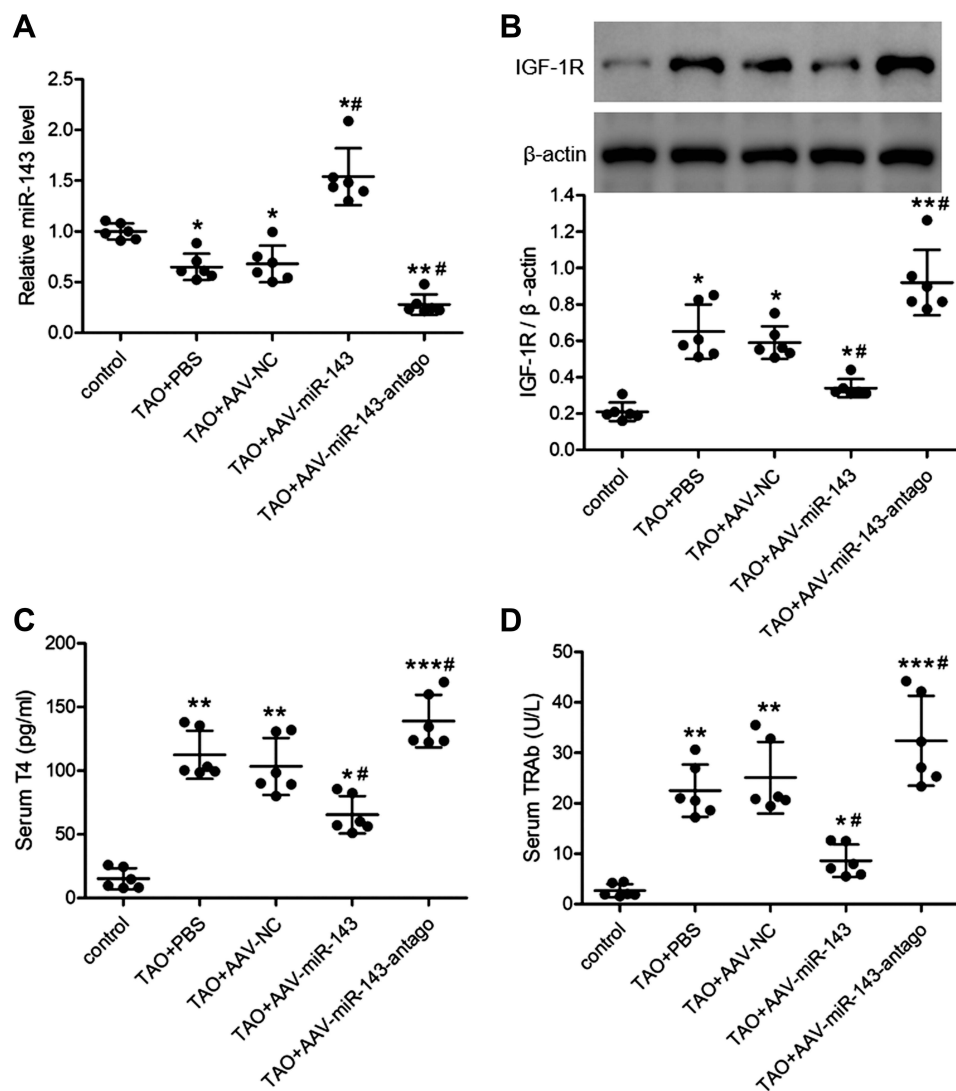 A
Relative miR-143 level
2.5
2.0
1.5
1.0
0.5
0.0
*
*
*#
**#
control
TAO+PBS
TAO+AAV-NC
TAO+AAV-miR-143
TAO+AAV-miR-143-antago
B
IGF-1R
β-actin
IGF-1R / β -actin
1.4
1.2
1.0
0.8
0.6
0.4
0.2
0.0
*
*
*#
**#
control
TAO+PBS
TAO+AAV-NC
TAO+AAV-miR-143
TAO+AAV-miR-143-antago
C
Serum T4 (pg/ml)
200
150
100
50
0
**
**
*#
***#
control
TAO+PBS
TAO+AAV-NC
TAO+AAV-miR-143
TAO+AAV-miR-143-antago
D
Serum TRAb (U/L)
50
40
30
20
10
0
**
**
*#
***#
control
TAO+PBS
TAO+AAV-NC
TAO+AAV-miR-143
TAO+AAV-miR-143-antago